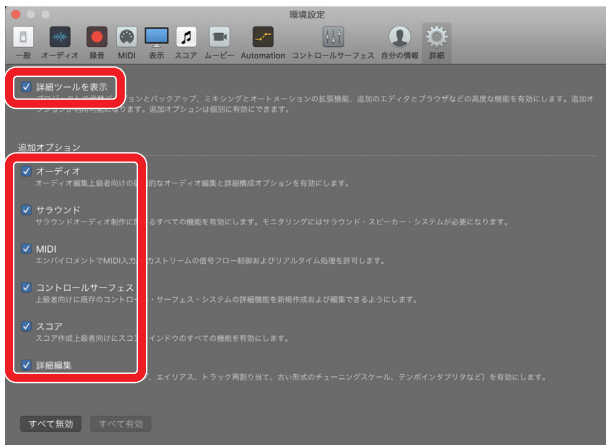 環境設定
一般 オーディオ 録音 MIDI 表示 スコア ムービー Automation コントロールサーフェス 自分の情報 詳細
詳細ツールを表示
ションとバックアップ、ミキシングとオートメーションの拡張機能、追加のエディタとブラウザなどの高度な機能を有効にします。追加オ
ます。追加オプションは個別に有効にできます。
追加オプション
オーディオ
オーディオ編集上級者向けの 的なオーディオ編集と詳細構成オプションを有効にします。
サラウンド
サラウンドオーディオ制作に するすべての機能を有効にします。モニタリングにはサラウンド・スピーカー・システムが必要になります。
MIDI
エンバイロメントでMIDI入力 力ストリームの信号フロー制御およびリアルタイム処理を許可します。
コントロールサーフェス
上級者向けに既存のコントロ ル・サーフェス・システムの詳細機能を新規作成および編集できるようにします。
スコア
スコア作成上級者向けにスコ インドウのすべての機能を有効にします。
詳細編集
、エイリアス、トラック再割り当て、古い形式のチューニングスケール、テンポインタプリタなど）を有効にします。
すべて無効 すべて有効